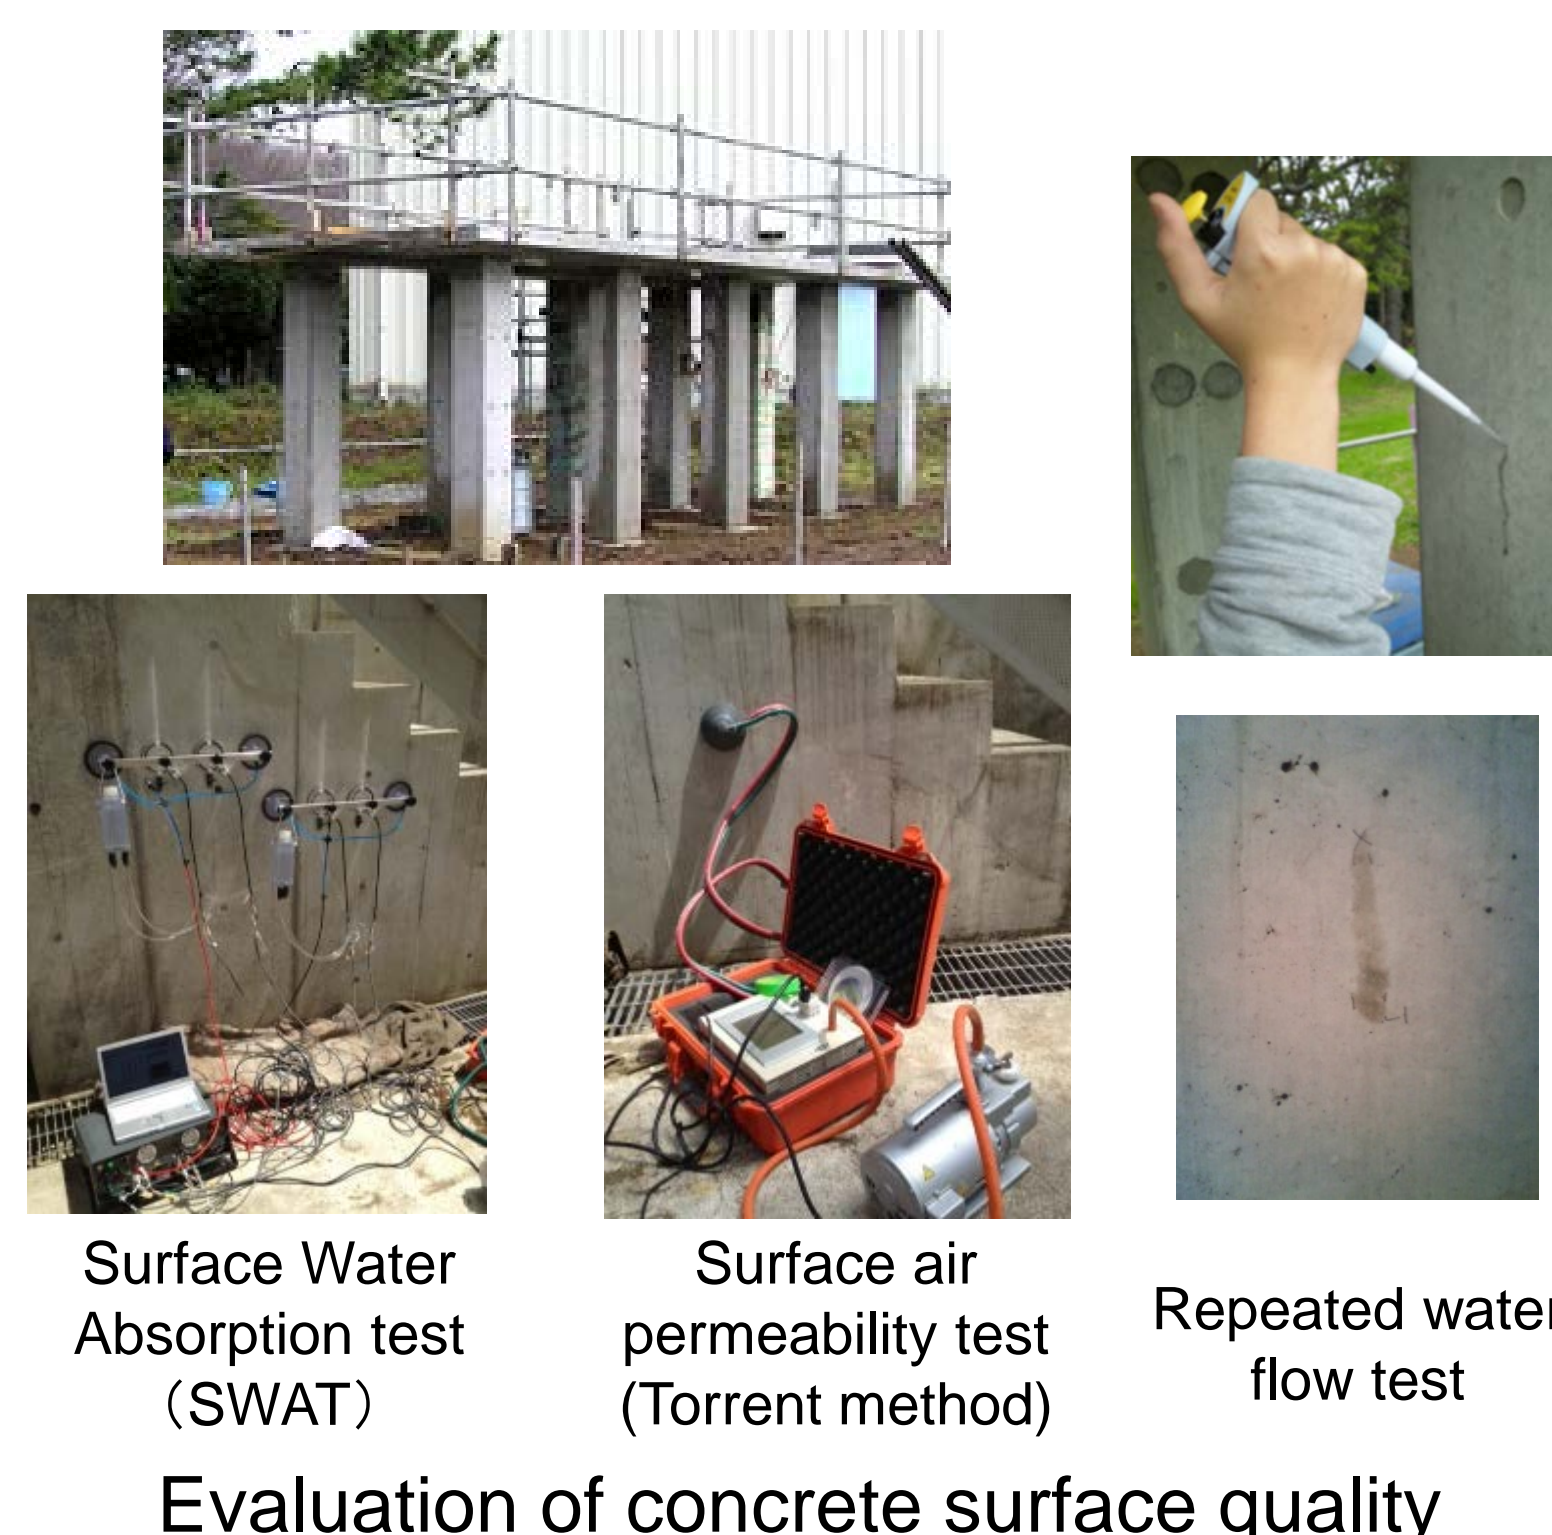 Surface Water
Absorption test
（SWAT）
Surface air
permeability test
(Torrent method)
Repeated water
flow test
Evaluation of concrete surface quality